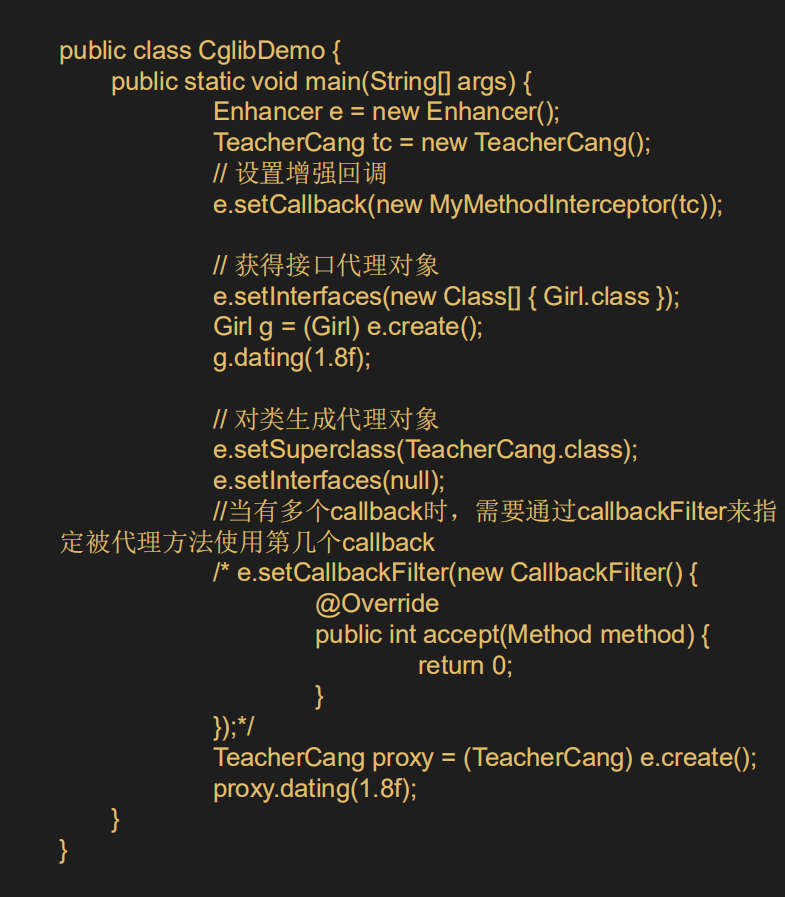 public class CglibDemo {
public static void main(String[] args) {
Enhancer e = new Enhancer();
TeacherCang tc = new TeacherCang();
// 设置增强回调
e.setCallback(new MyMethodInterceptor(tc));
// 获得接口代理对象
e.setInterfaces(new Class[] { Girl.class });
Girl g = (Girl) e.create();
g.dating(1.8f);
// 对类生成代理对象
e.setSuperclass(TeacherCang.class);
e.setInterfaces(null);
//当有多个callback时，需要通过callbackFilter来指
定被代理方法使用第几个callback
/* e.setCallbackFilter(new CallbackFilter() {
@Override
public int accept(Method method) {
return 0;
}
});*/
TeacherCang proxy = (TeacherCang) e.create();
proxy.dating(1.8f);
}
}